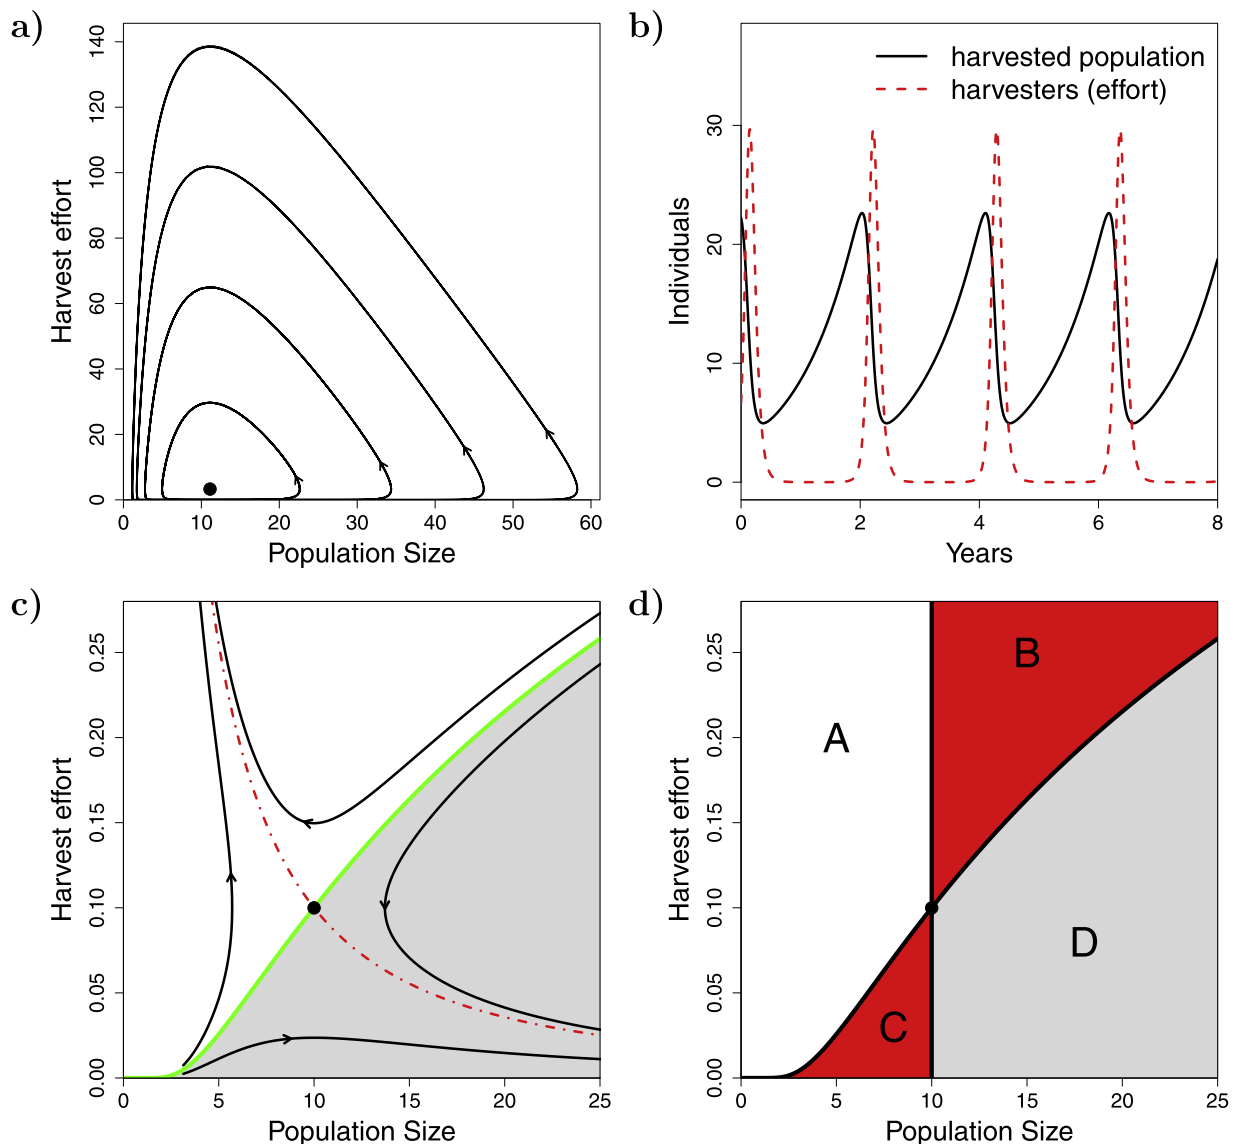 a)
140
120
100
80
60
40
20
0
Harvest effort
0 10 20 30 40 50 60
Population Size
b)
harvested population
harvesters (effort)
30
20
10
0
Individuals
0 2 4 6 8
Years
c)
0.25
0.20
0.15
0.10
0.05
0.00
Harvest effort
0 5 10 15 20 25
Population Size
d)
0.25
0.20
0.15
0.10
0.05
0.00
Harvest effort
B
A
D
C
0 5 10 15 20 25
Population Size